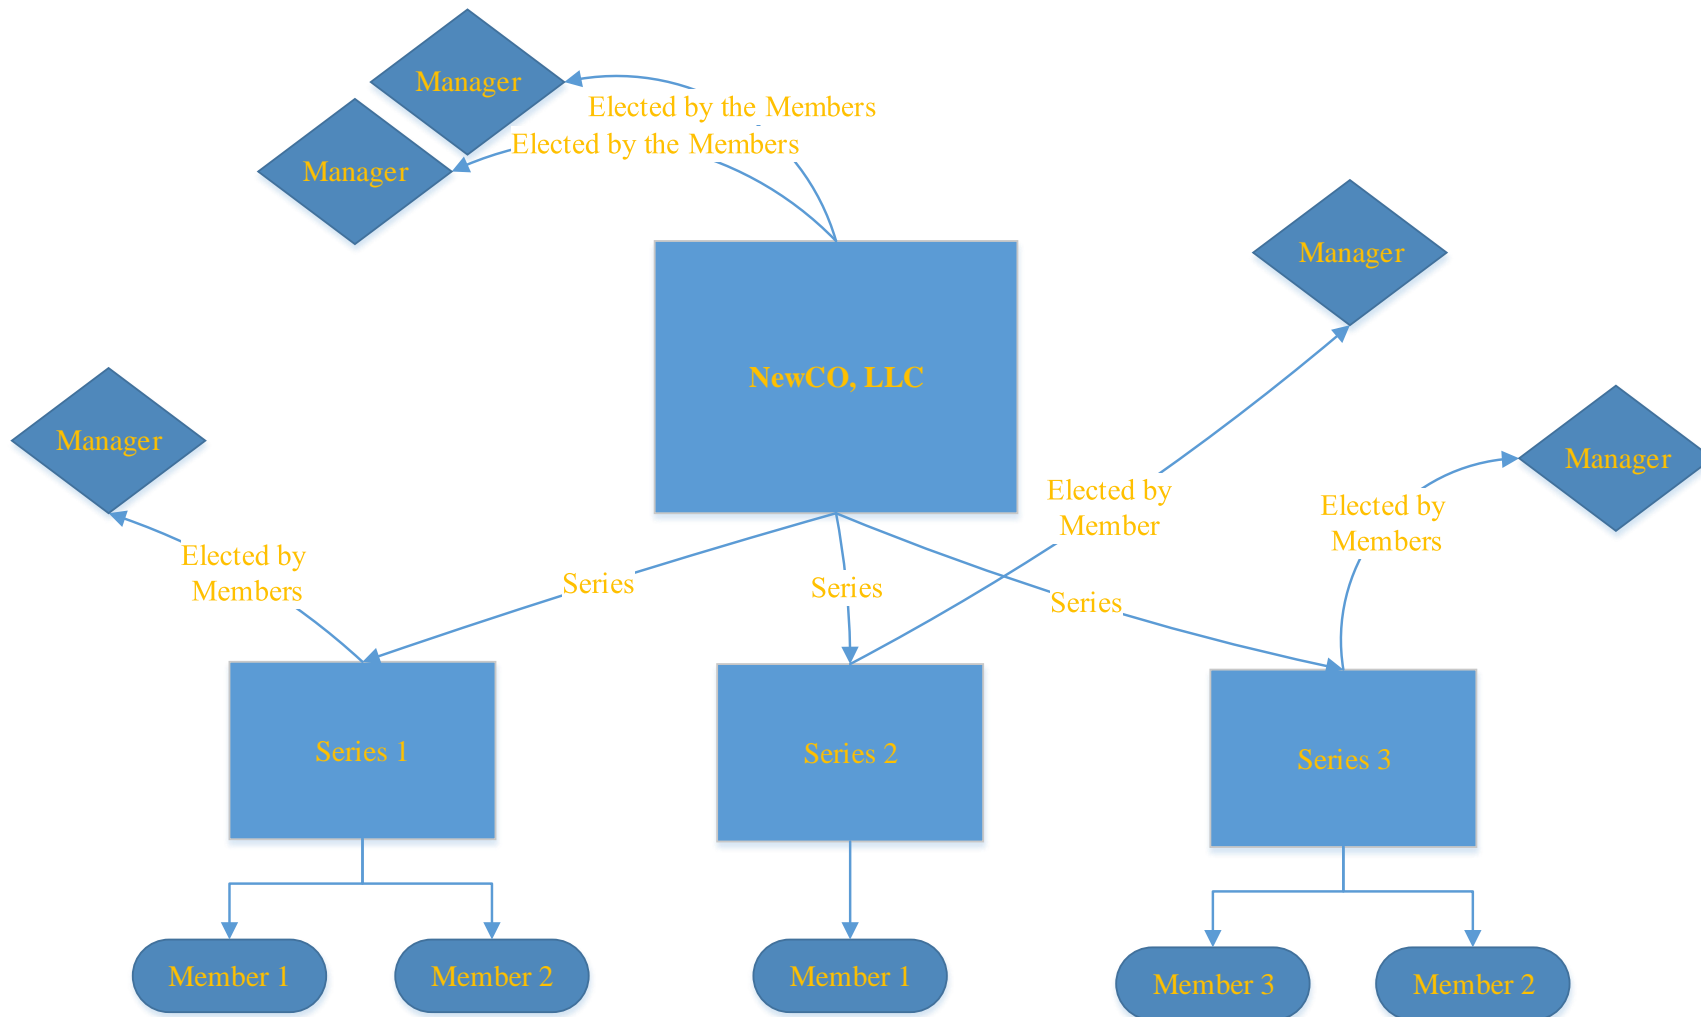 Manager
Elected by the Members
Elected by the Members
Manager
Manager
NewCO, LLC
Manager
Manager
Elected by
Member
Elected by
Members
Elected by
Members
Series
Series
Series
Series 1
Series 2
Series 3
Member 1
Member 2
Member 1
Member 3
Member 2